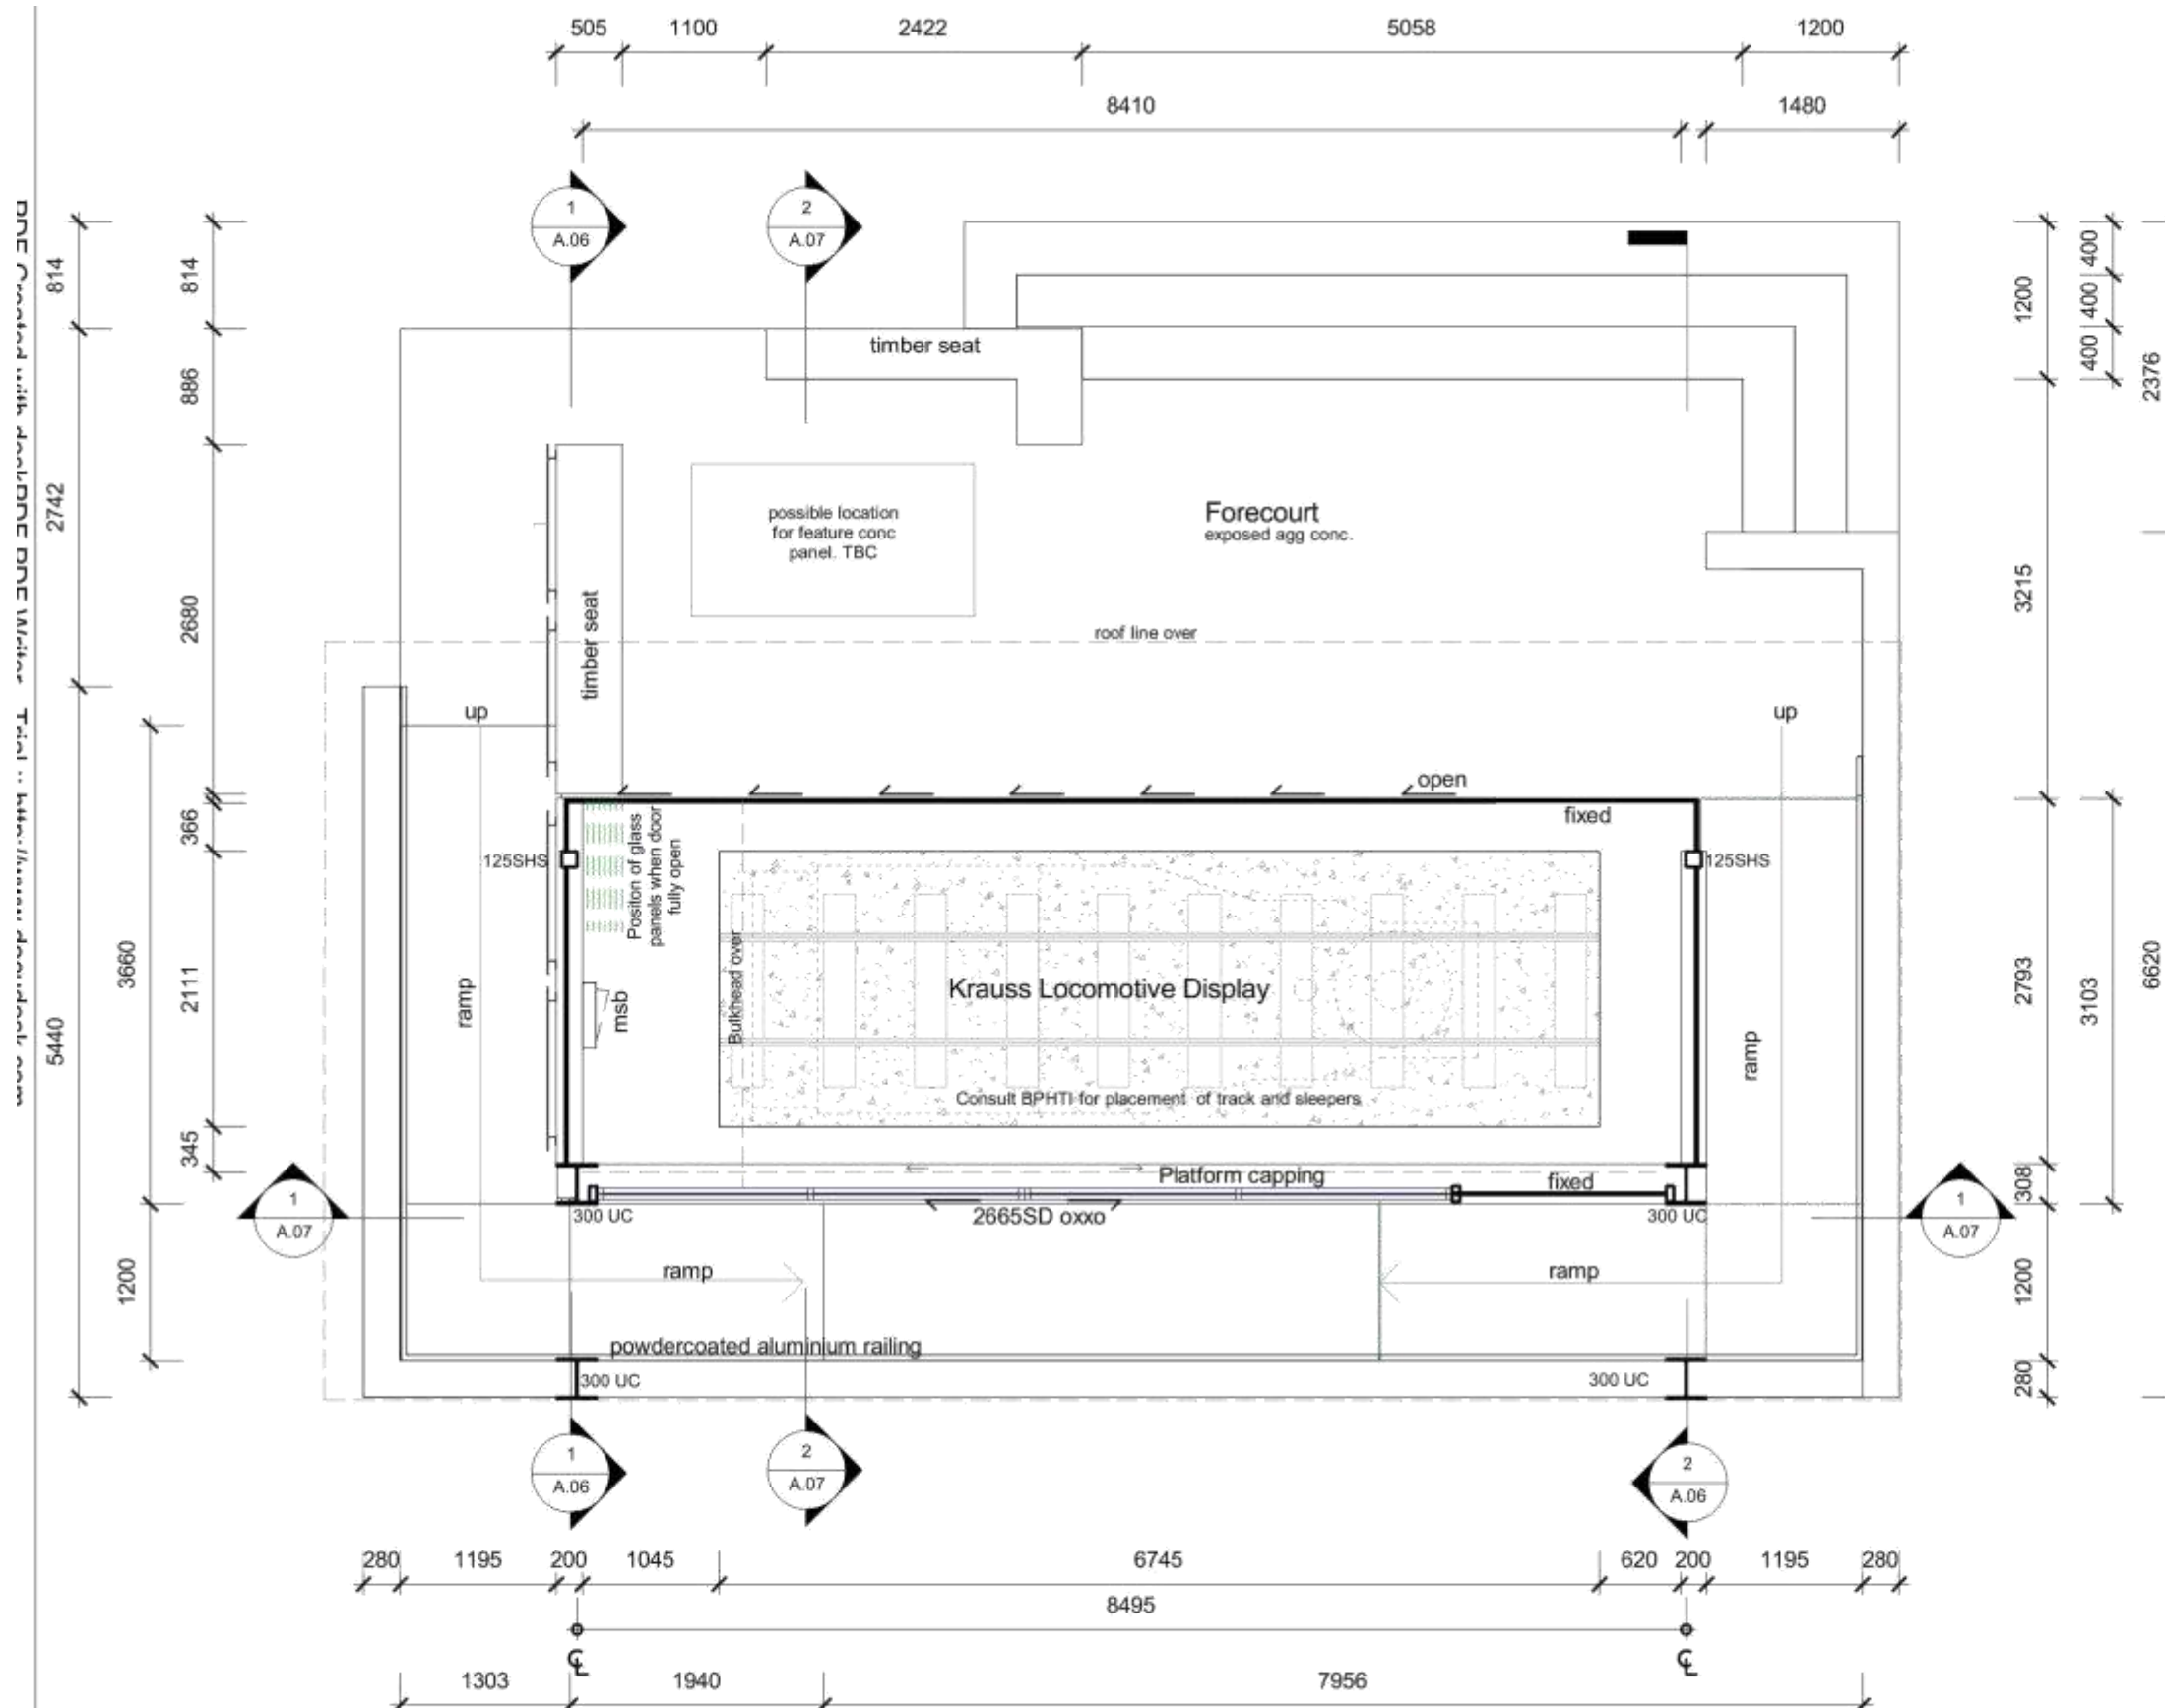 505 1100 2422 5058 1200
8410 1480
1
A.06
2
A.07
814
814
886
2742
2680
366
2111
345
3660
5440
1200
timber seat
possible location
for feature conc
panel. TBC
Forecourt
exposed agg conc.
timber seat
roof line over
up
up
open
fixed
125SHS
125SHS
Positon of glass
panels when door
fully open
Bulkhead over
msb
ramp
ramp
Krauss Locomotive Display
Consult BPHTI for placement of track and sleepers
Platform capping
fixed
300 UC
2665SD oxxo
300 UC
ramp
ramp
powdercoated aluminium railing
300 UC
300 UC
1
A.07
1
A.07
400
400
400
1200
2376
3215
2793
3103
6620
308
1200
280
1
A.06
2
A.07
2
A.06
280 1195 200 1045 6745 620 200 1195 280
8495
1303 1940 7956